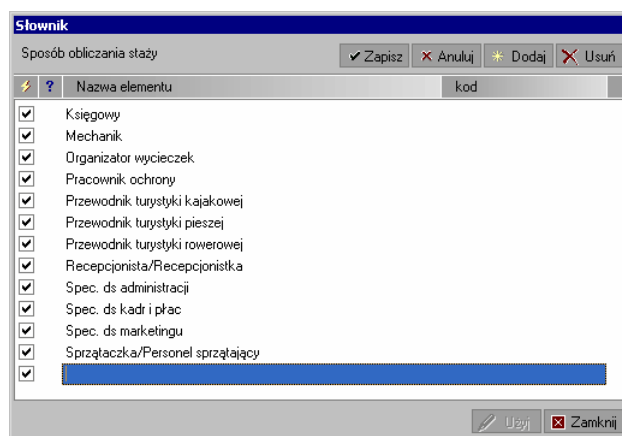 Słownik
Sposób obliczania staży
Zapisz Anuluj Dodaj Usuń
? Nazwa elementu kod
Księgowy
Mechanik
Organizator wycieczek
Pracownik ochrony
Przewodnik turystyki kajakowej
Przewodnik turystyki pieszej
Przewodnik turystyki rowerowej
Recepcjonista/Recepcjonistka
Spec. ds administracji
Spec. ds kadr i płac
Spec. ds marketingu
Sprzątaczka/Personel sprzątający
Użyj Zamknij